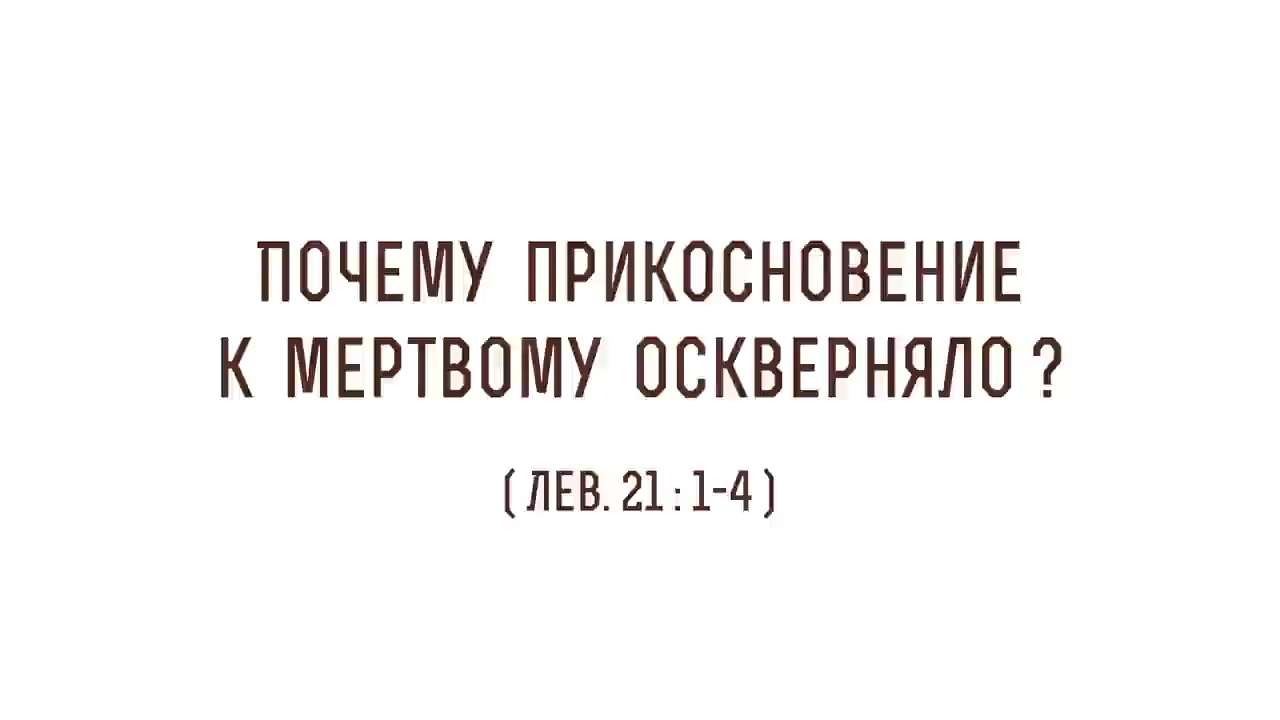 ПОЧЕМУ ПРИКОСНОВЕНИЕ
К МЕРТВОМУ ОСКВЕРНЯЛО ?
( ЛЕВ. 21 : 1-4 )